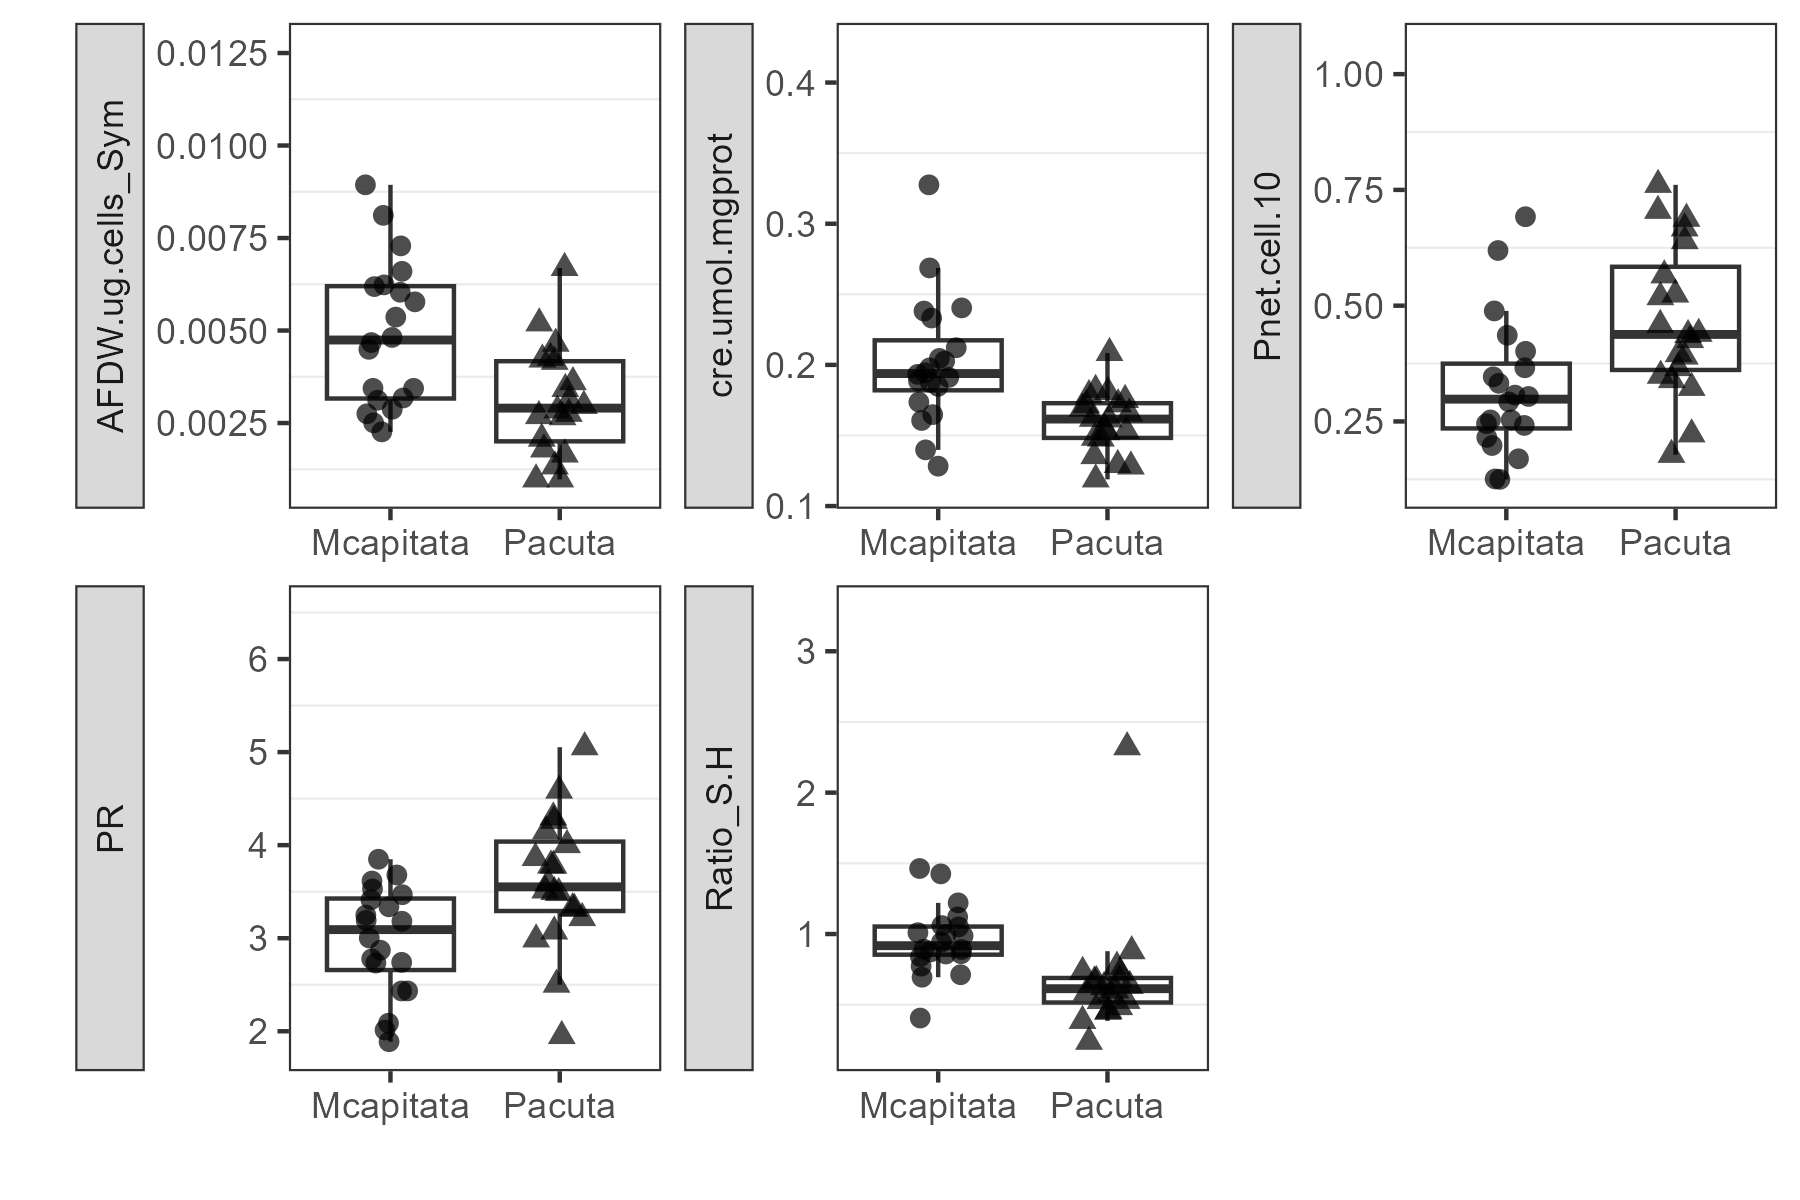 AFDW.ug.cells_Sym
0.0125
0.0100
0.0075
0.0050
0.0025
Mcapitata Pacuta
cre.umol.mgprot
0.4
0.3
0.2
0.1
Mcapitata Pacuta
Pnet.cell.10
1.00
0.75
0.50
0.25
Mcapitata Pacuta
PR
6
5
4
3
2
Mcapitata Pacuta
Ratio_S.H
3
2
1
Mcapitata Pacuta